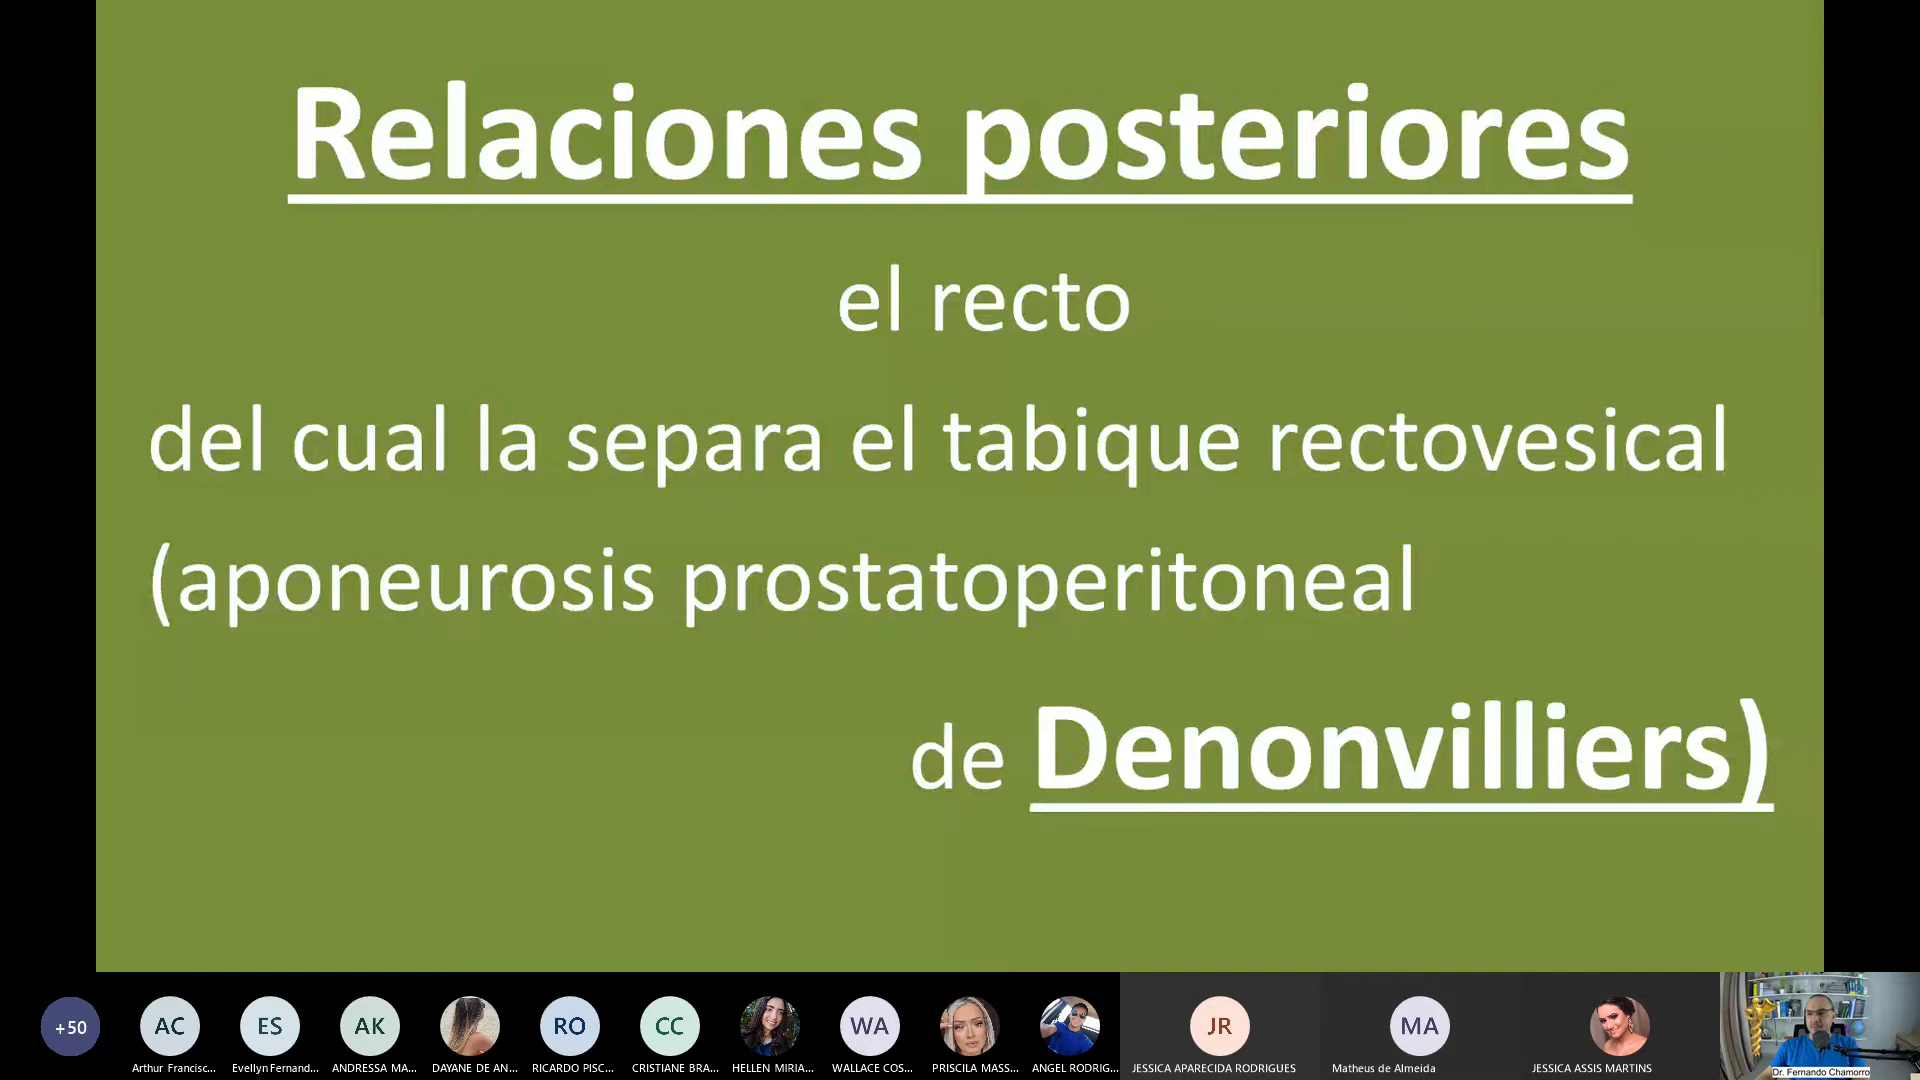 Relaciones posteriores
el recto
del cual la separa el tabique rectovesical
(aponeurosis prostatoperitoneal
de Denonvilliers)
+50
AC
ES
AK
RO
CC
WA
JR
MA
Arthur Francisc...
Evellyn Fernand...
ANDRESSA MA...
DAYANE DE AN...
RICARDO PISC...
CRISTIANE BRA...
HELLEN MIRIA...
WALLACE COS...
PRISCILA MASS...
ANGEL RODRIG...
JESSICA APARECIDA RODRIGUES
Matheus de Almeida
JESSICA ASSIS MARTINS
Dr. Fernando Chamorro